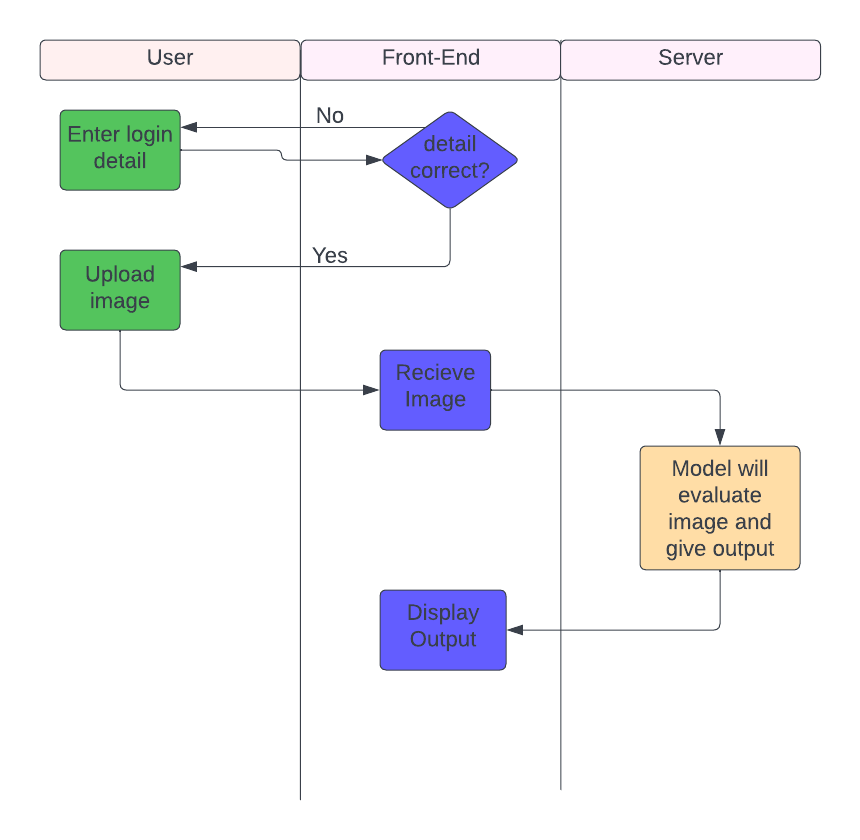 User
Front-End
Server
No
Enter login
detail
detail
correct?
Yes
Upload
image
Recieve
Image
Model will
evaluate
image and
give output
Display
Output